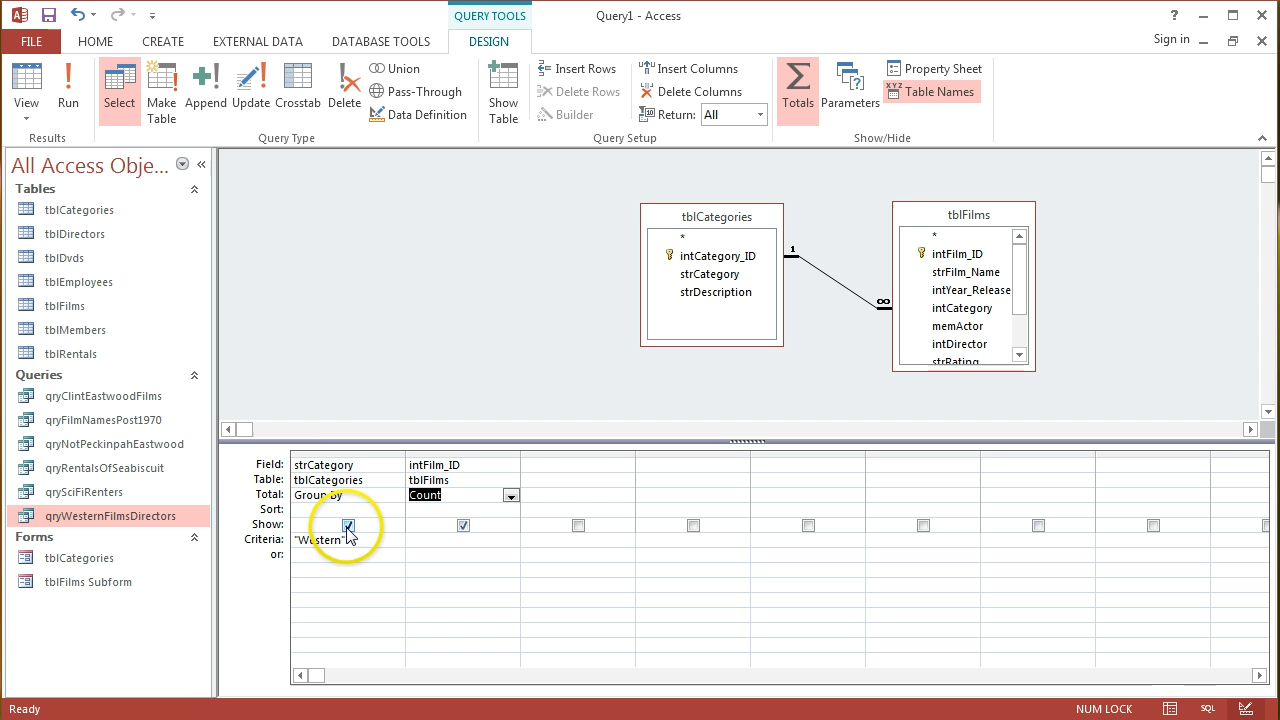 QUERY TOOLS
Query1 - Access
?
FILE
HOME
CREATE
EXTERNAL DATA
DATABASE TOOLS
DESIGN
Sign in
View
Run
Results
Select
Make Table
Append
Update
Crosstab
Delete
Union
Pass-Through
Data Definition
Query Type
Show Table
Insert Rows
Delete Rows
Builder
Insert Columns
Delete Columns
Return: All
Query Setup
Totals
Parameters
Property Sheet
XYZ Table Names
Show/Hide
All Access Obje...
Tables
tblCategories
tblDirectors
tblDvds
tblEmployees
tblFilms
tblMembers
tblRentals
Queries
qryClintEastwoodFilms
qryFilmNamesPost1970
qryNotPeckinpahEastwood
qryRentalsOfSeabiscuit
qrySciFiRenters
qryWesternFilmsDirectors
Forms
tblCategories
tblFilms Subform
tblCategories
*
intCategory_ID
strCategory
strDescription
1
∞
tblFilms
*
intFilm_ID
strFilm_Name
intYear_Release
intCategory
memActor
intDirector
strRating
Field: strCategory intFilm_ID
Table: tblCategories tblFilms
Total: Group By Count
Sort:
Show:
Criteria: "Western"
or:
Ready
NUM LOCK
SQL